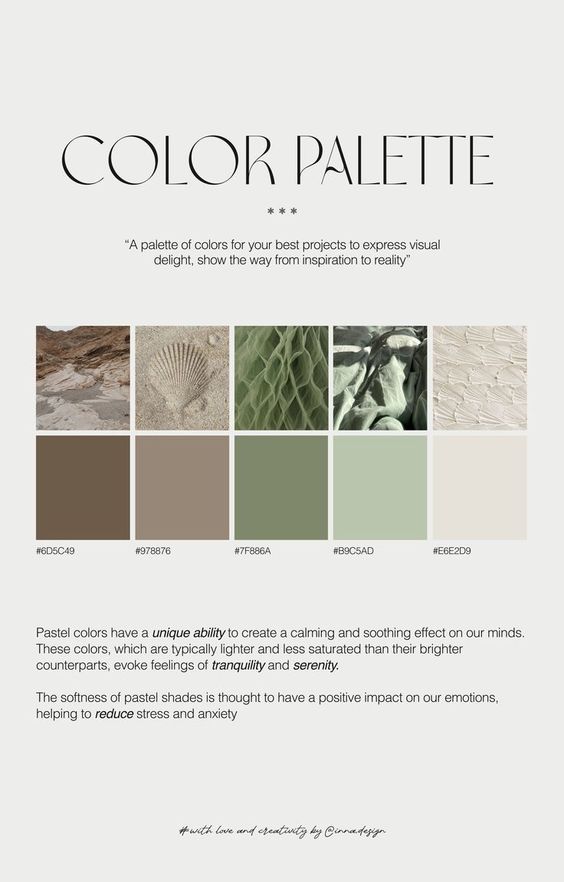 COLOR PALETTE
***
“A palette of colors for your best projects to express visual
delight, show the way from inspiration to reality”
#6D5C49
#978876
#7F886A
#B9C5AD
#E6E2D9
Pastel colors have a unique ability to create a calming and soothing effect on our minds.
These colors, which are typically lighter and less saturated than their brighter
counterparts, evoke feelings of tranquility and serenity.
The softness of pastel shades is thought to have a positive impact on our emotions,
helping to reduce stress and anxiety
#with love and creativity by @inna.design